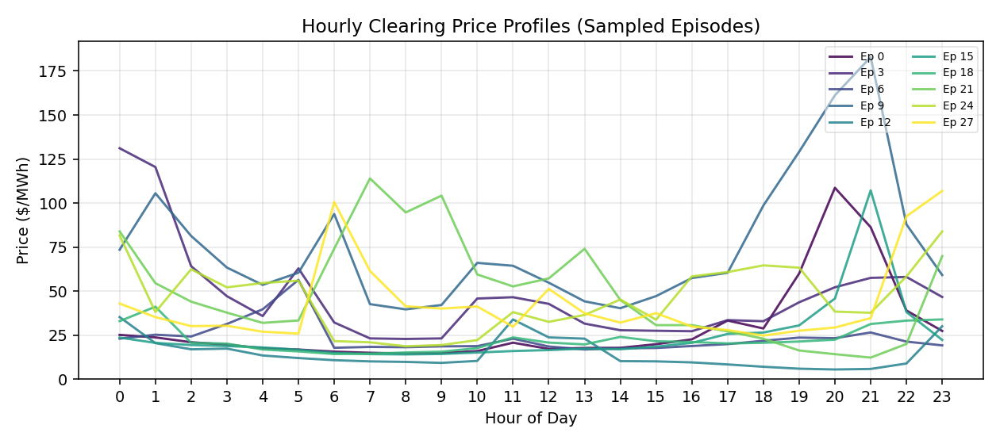 Hourly Clearing Price Profiles (Sampled Episodes)
Price ($/MWh)
175
150
125
100
75
50
25
0
Ep 0
Ep 3
Ep 6
Ep 9
Ep 12
Ep 15
Ep 18
Ep 21
Ep 24
Ep 27
0 1 2 3 4 5 6 7 8 9 10 11 12 13 14 15 16 17 18 19 20 21 22 23
Hour of Day